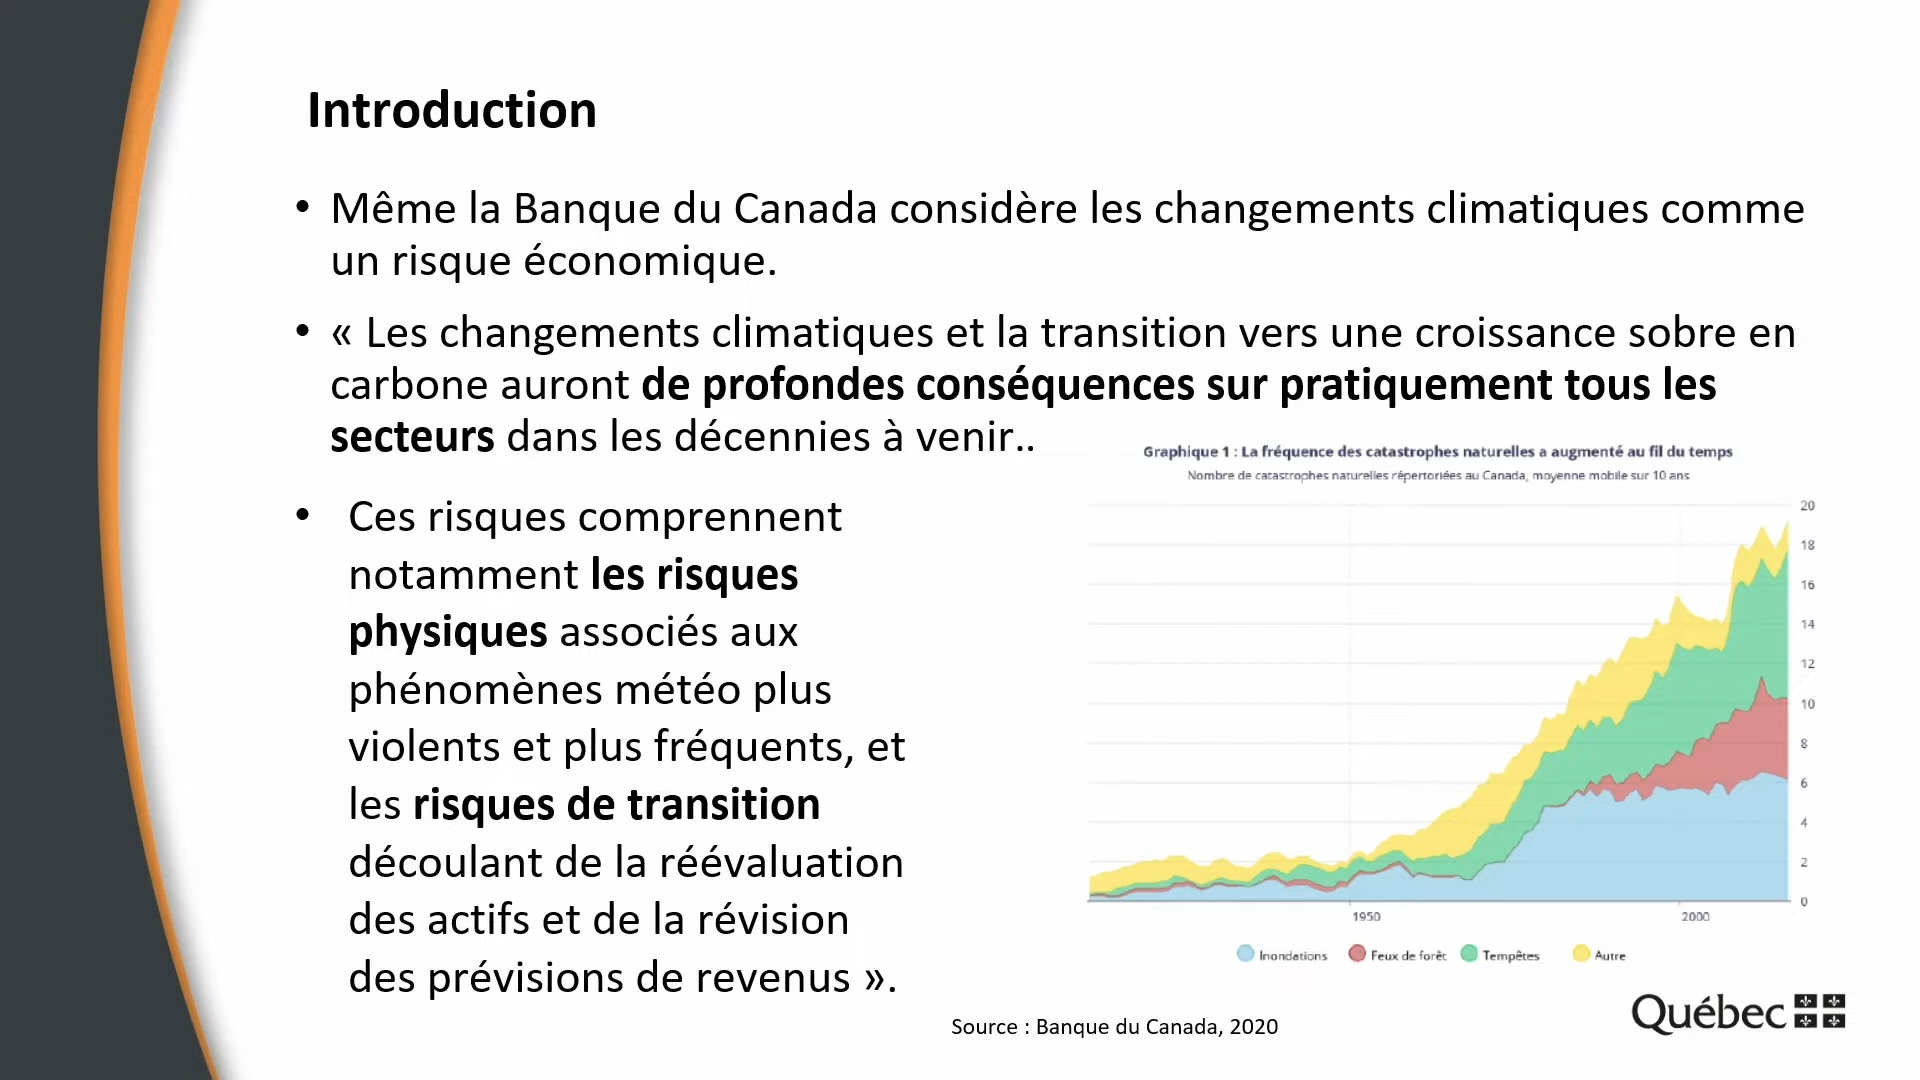 Introduction
• Même la Banque du Canada considère les changements climatiques comme
un risque économique.
• « Les changements climatiques et la transition vers une croissance sobre en
carbone auront de profondes conséquences sur pratiquement tous les
secteurs dans les décennies à venir..
• Ces risques comprennent
notamment les risques
physiques associés aux
phénomènes météo plus
violents et plus fréquents, et
les risques de transition
découlant de la réévaluation
des actifs et de la révision
des prévisions de revenus ».
Graphique 1 : La fréquence des catastrophes naturelles a augmenté au fil du temps
Nombre de catastrophes naturelles répertoriées au Canada, moyenne mobile sur 10 ans
20
18
16
14
12
10
8
6
4
2
0
1950 2000
Inondations Feux de forêt Tempêtes Autre
Source : Banque du Canada, 2020
Québec